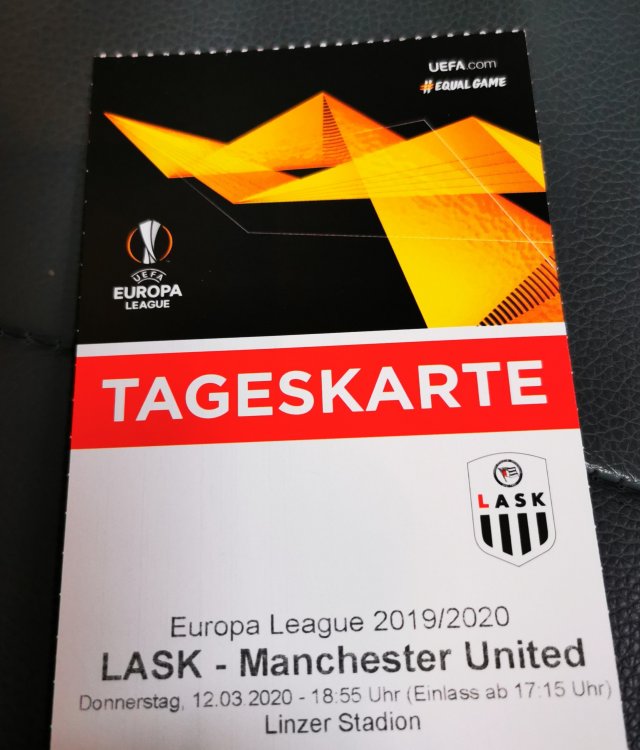 UEFA.com
#EQUALGAME
UEFA
EUROPA
LEAGUE
TAGESKARTE
LASK
Europa League 2019/2020
LASK - Manchester United
Donnerstag, 12.03.2020 - 18:55 Uhr (Einlass ab 17:15 Uhr)
Linzer Stadion